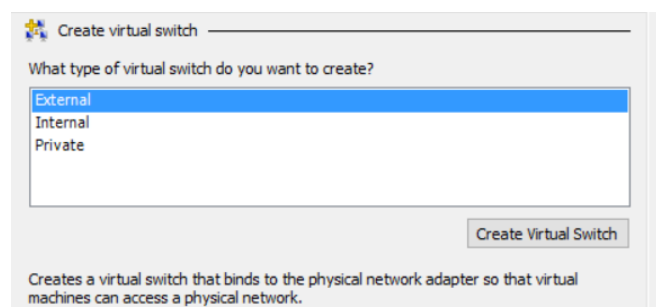 Create virtual switch
What type of virtual switch do you want to create?
External
Internal
Private
Create Virtual Switch
Creates a virtual switch that binds to the physical network adapter so that virtual
machines can access a physical network.